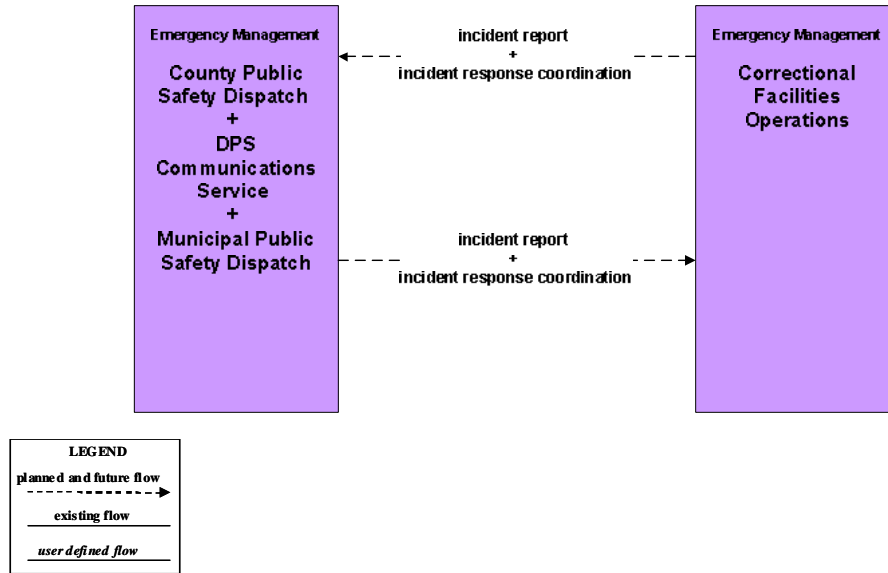 Emergency Management
County Public
Safety Dispatch
+
DPS
Communications
Service
+
Municipal Public
Safety Dispatch
incident report
+
incident response coordination
incident report
+
incident response coordination
Emergency Management
Correctional
Facilities
Operations
LEGEND
planned and future flow
existing flow
user defined flow